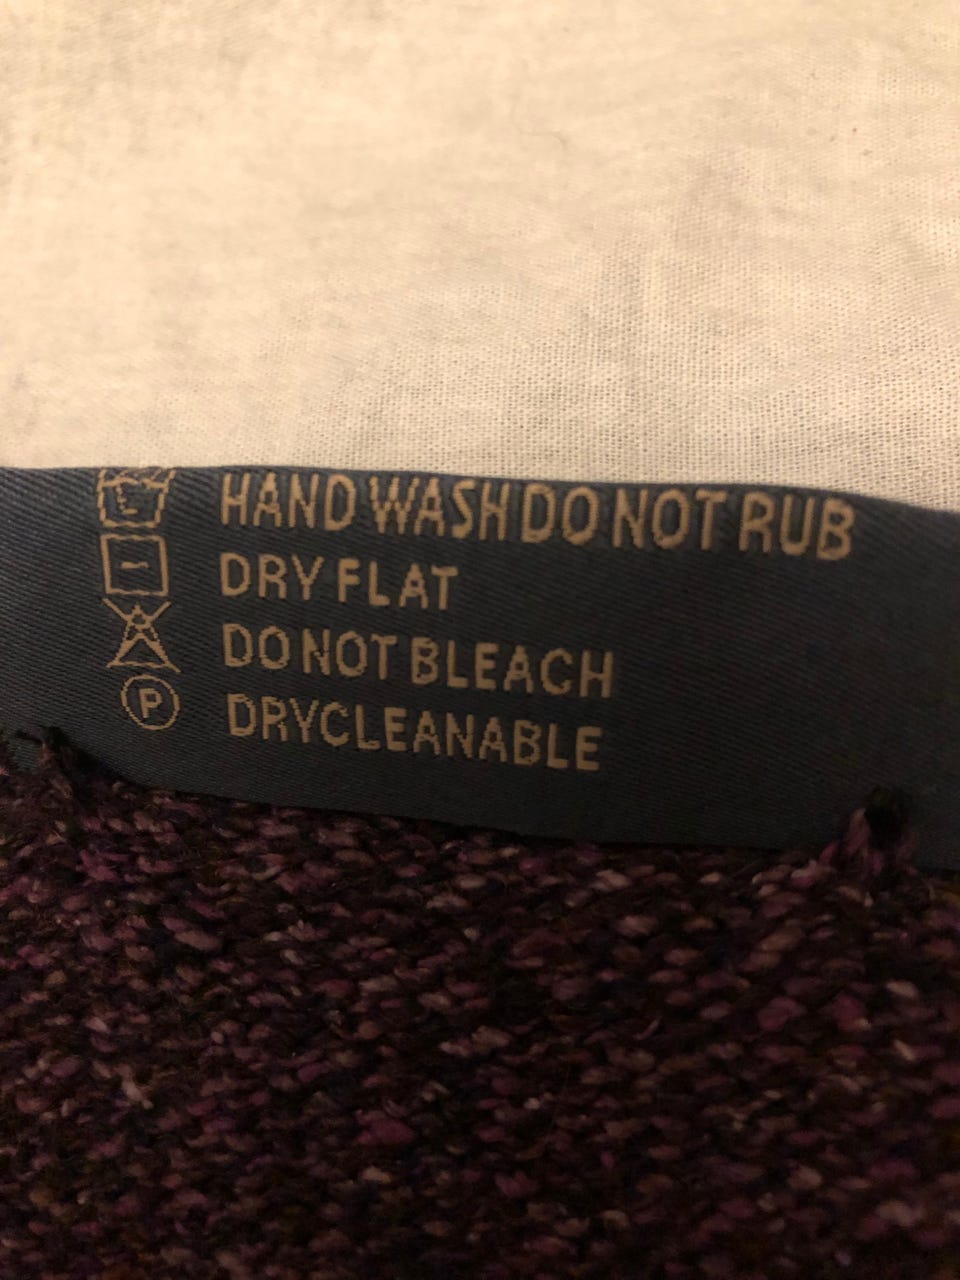 HAND WASH DO NOT RUB
DRY FLAT
DO NOT BLEACH
P DRYCLEANABLE